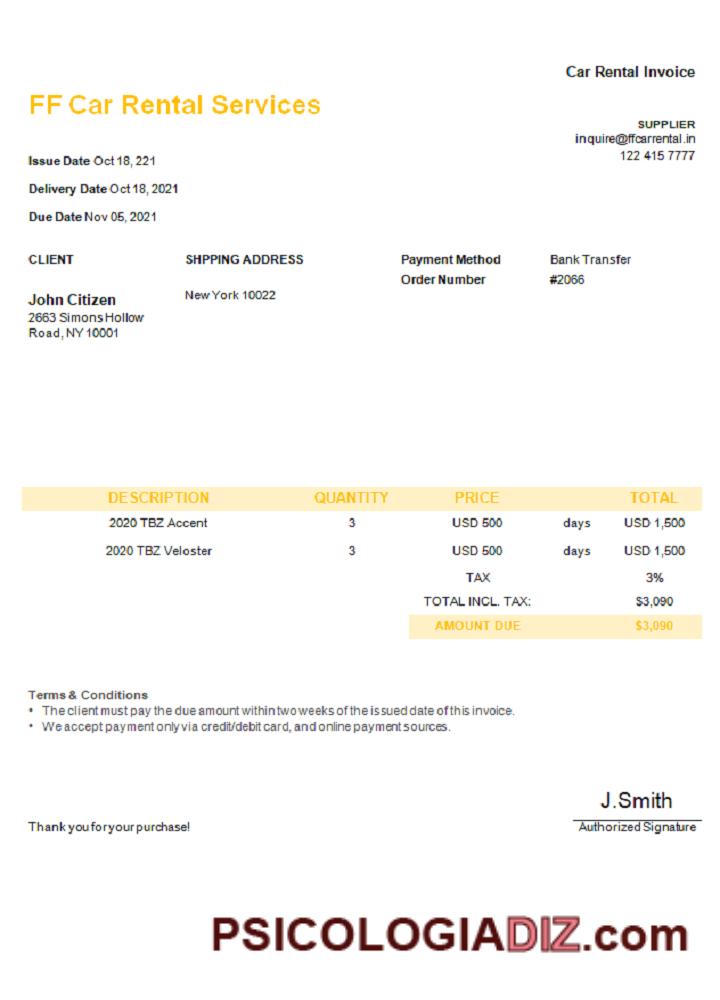 Car Rental Invoice
FF Car Rental Services
SUPPLIER
inquire@ffcarrental.in
122 415 7777
Issue Date Oct 18, 221
Delivery Date Oct 18, 2021
Due Date Nov 05, 2021
CLIENT SHPPING ADDRESS Payment Method Bank Transfer
Order Number #2066
John Citizen New York 10022
2663 Simons Hollow
Road, NY 10001
DESCRIPTION QUANTITY PRICE TOTAL
2020 TBZ Accent 3 USD 500 days USD 1,500
2020 TBZ Veloster 3 USD 500 days USD 1,500
TAX 3%
TOTAL INCL. TAX: $3,090
AMOUNT DUE $3,090
Terms & Conditions
• The client must pay the due amount within two weeks of the issued date of this invoice.
• We accept payment only via credit/debit card, and online payment sources.
J.Smith
Thank you for your purchase! Authorized Signature
PSICOLOGIADIZ.com